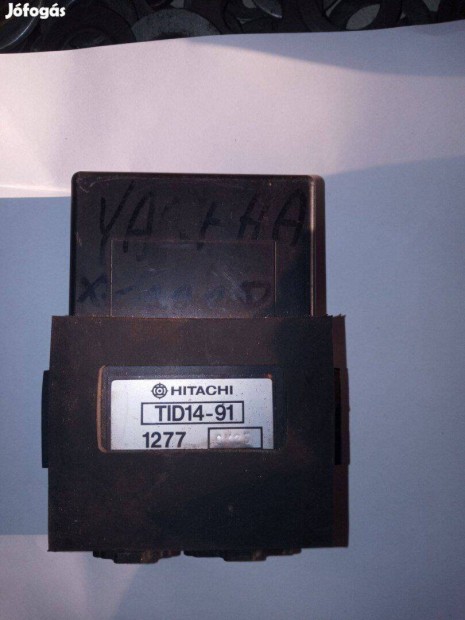 Jófogás
YAMAHA
HITACHI
TID14-91
1277